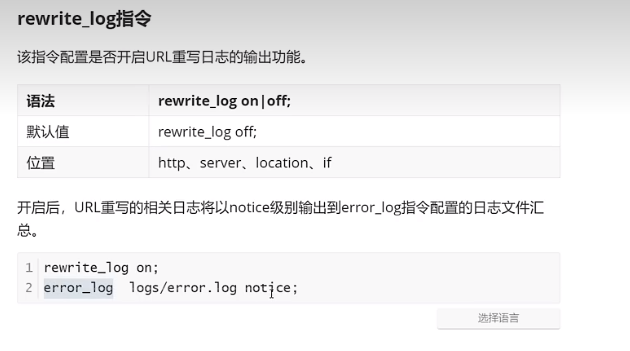 rewrite_log指令
该指令配置是否开启URL重写日志的输出功能。
语法 rewrite_log on|off;
默认值 rewrite_log off;
位置 http、server、location、if
开启后，URL重写的相关日志将以notice级别输出到error_log指令配置的日志文件汇
总。
1 rewrite_log on;
2 error_log  logs/error.log notice;
选择语言